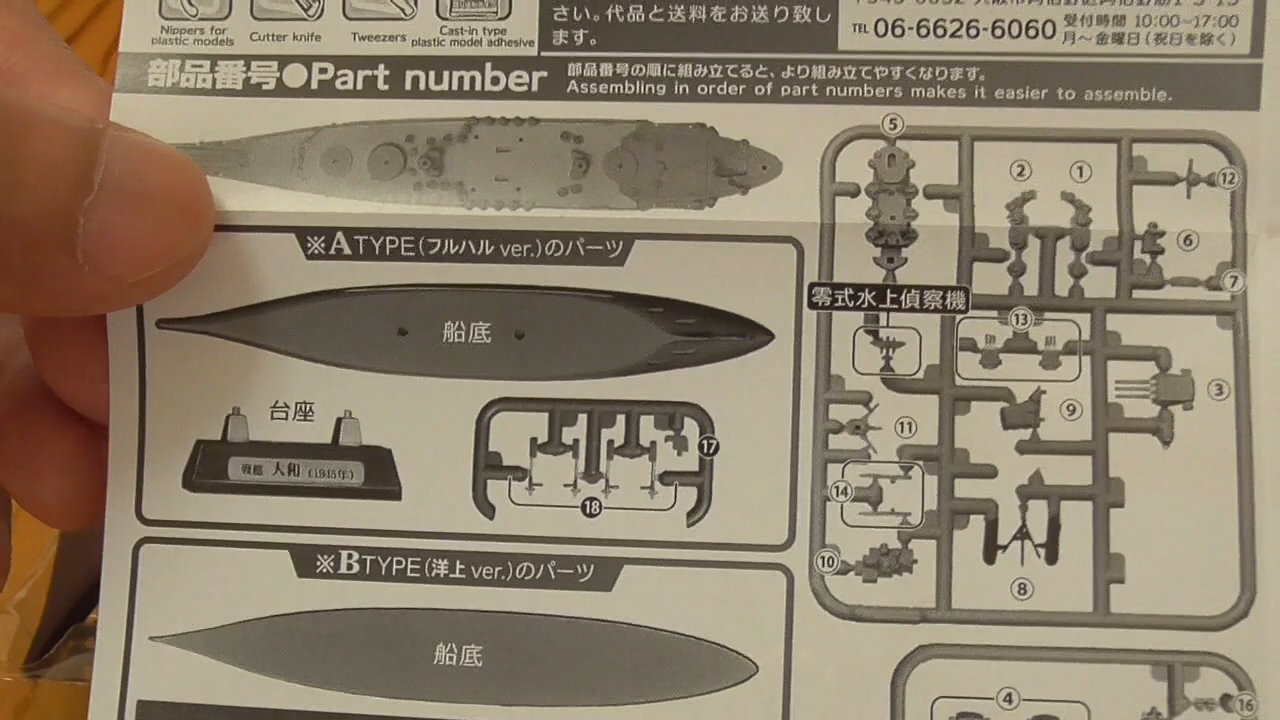 Nippers for
plastic models
Cutter knife
Tweezers
Cast-in type
plastic model adhesive
さい。代品と送料をお送り致し
ます。
TEL 06-6626-6060
受付時間 10:00~17:00
月~金曜日(祝日を除く)
部品番号●Part number
部品番号の順に組み立てると、より組み立てやすくなります。
Assembling in order of part numbers makes it easier to assemble.
※A TYPE(フルハル ver.)のパーツ
船底
台座
戦艦 大和 (1945年)
⑰
⑱
※B TYPE(洋上 ver.)のパーツ
船底
⑤
②
①
⑫
⑥
⑦
零式水上偵察機
⑬
③
⑨
⑪
⑭
⑩
⑧
④
⑯